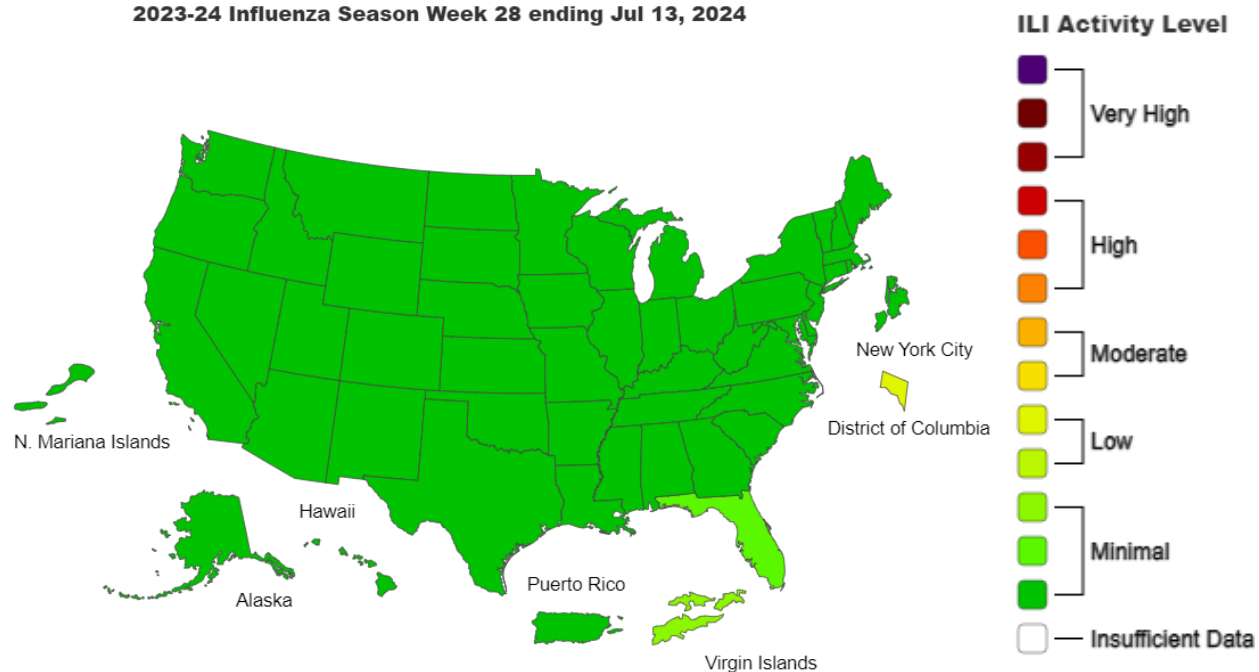 2023-24 Influenza Season Week 28 ending Jul 13, 2024
ILI Activity Level
Very High
High
Moderate
Low
Minimal
Insufficient Data
New York City
District of Columbia
N. Mariana Islands
Hawaii
Alaska
Puerto Rico
Virgin Islands